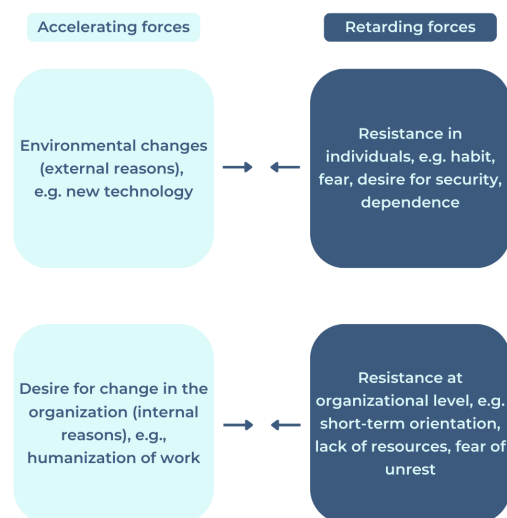 Accelerating forces
Retarding forces
Environmental changes
(external reasons),
e.g. new technology
Resistance in
individuals, e.g. habit,
fear, desire for security,
dependence
Desire for change in the
organization (internal
reasons), e.g.,
humanization of work
Resistance at
organizational level, e.g.
short-term orientation,
lack of resources, fear of
unrest